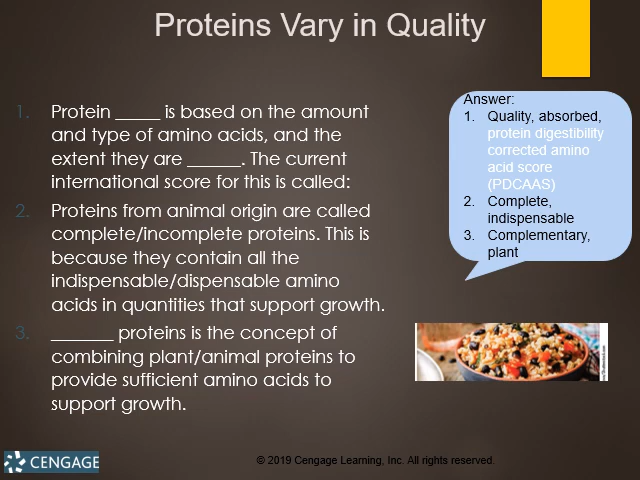 Proteins Vary in Quality
1. Protein _____ is based on the amount
and type of amino acids, and the
extent they are ______. The current
international score for this is called:
2. Proteins from animal origin are called
complete/incomplete proteins. This is
because they contain all the
indispensable/dispensable amino
acids in quantities that support growth.
3. _______ proteins is the concept of
combining plant/animal proteins to
provide sufficient amino acids to
support growth.
Answer:
1. Quality, absorbed,
protein digestibility
corrected amino
acid score
(PDCAAS)
2. Complete,
indispensable
3. Complementary,
plant
CENGAGE
© 2019 Cengage Learning, Inc. All rights reserved.